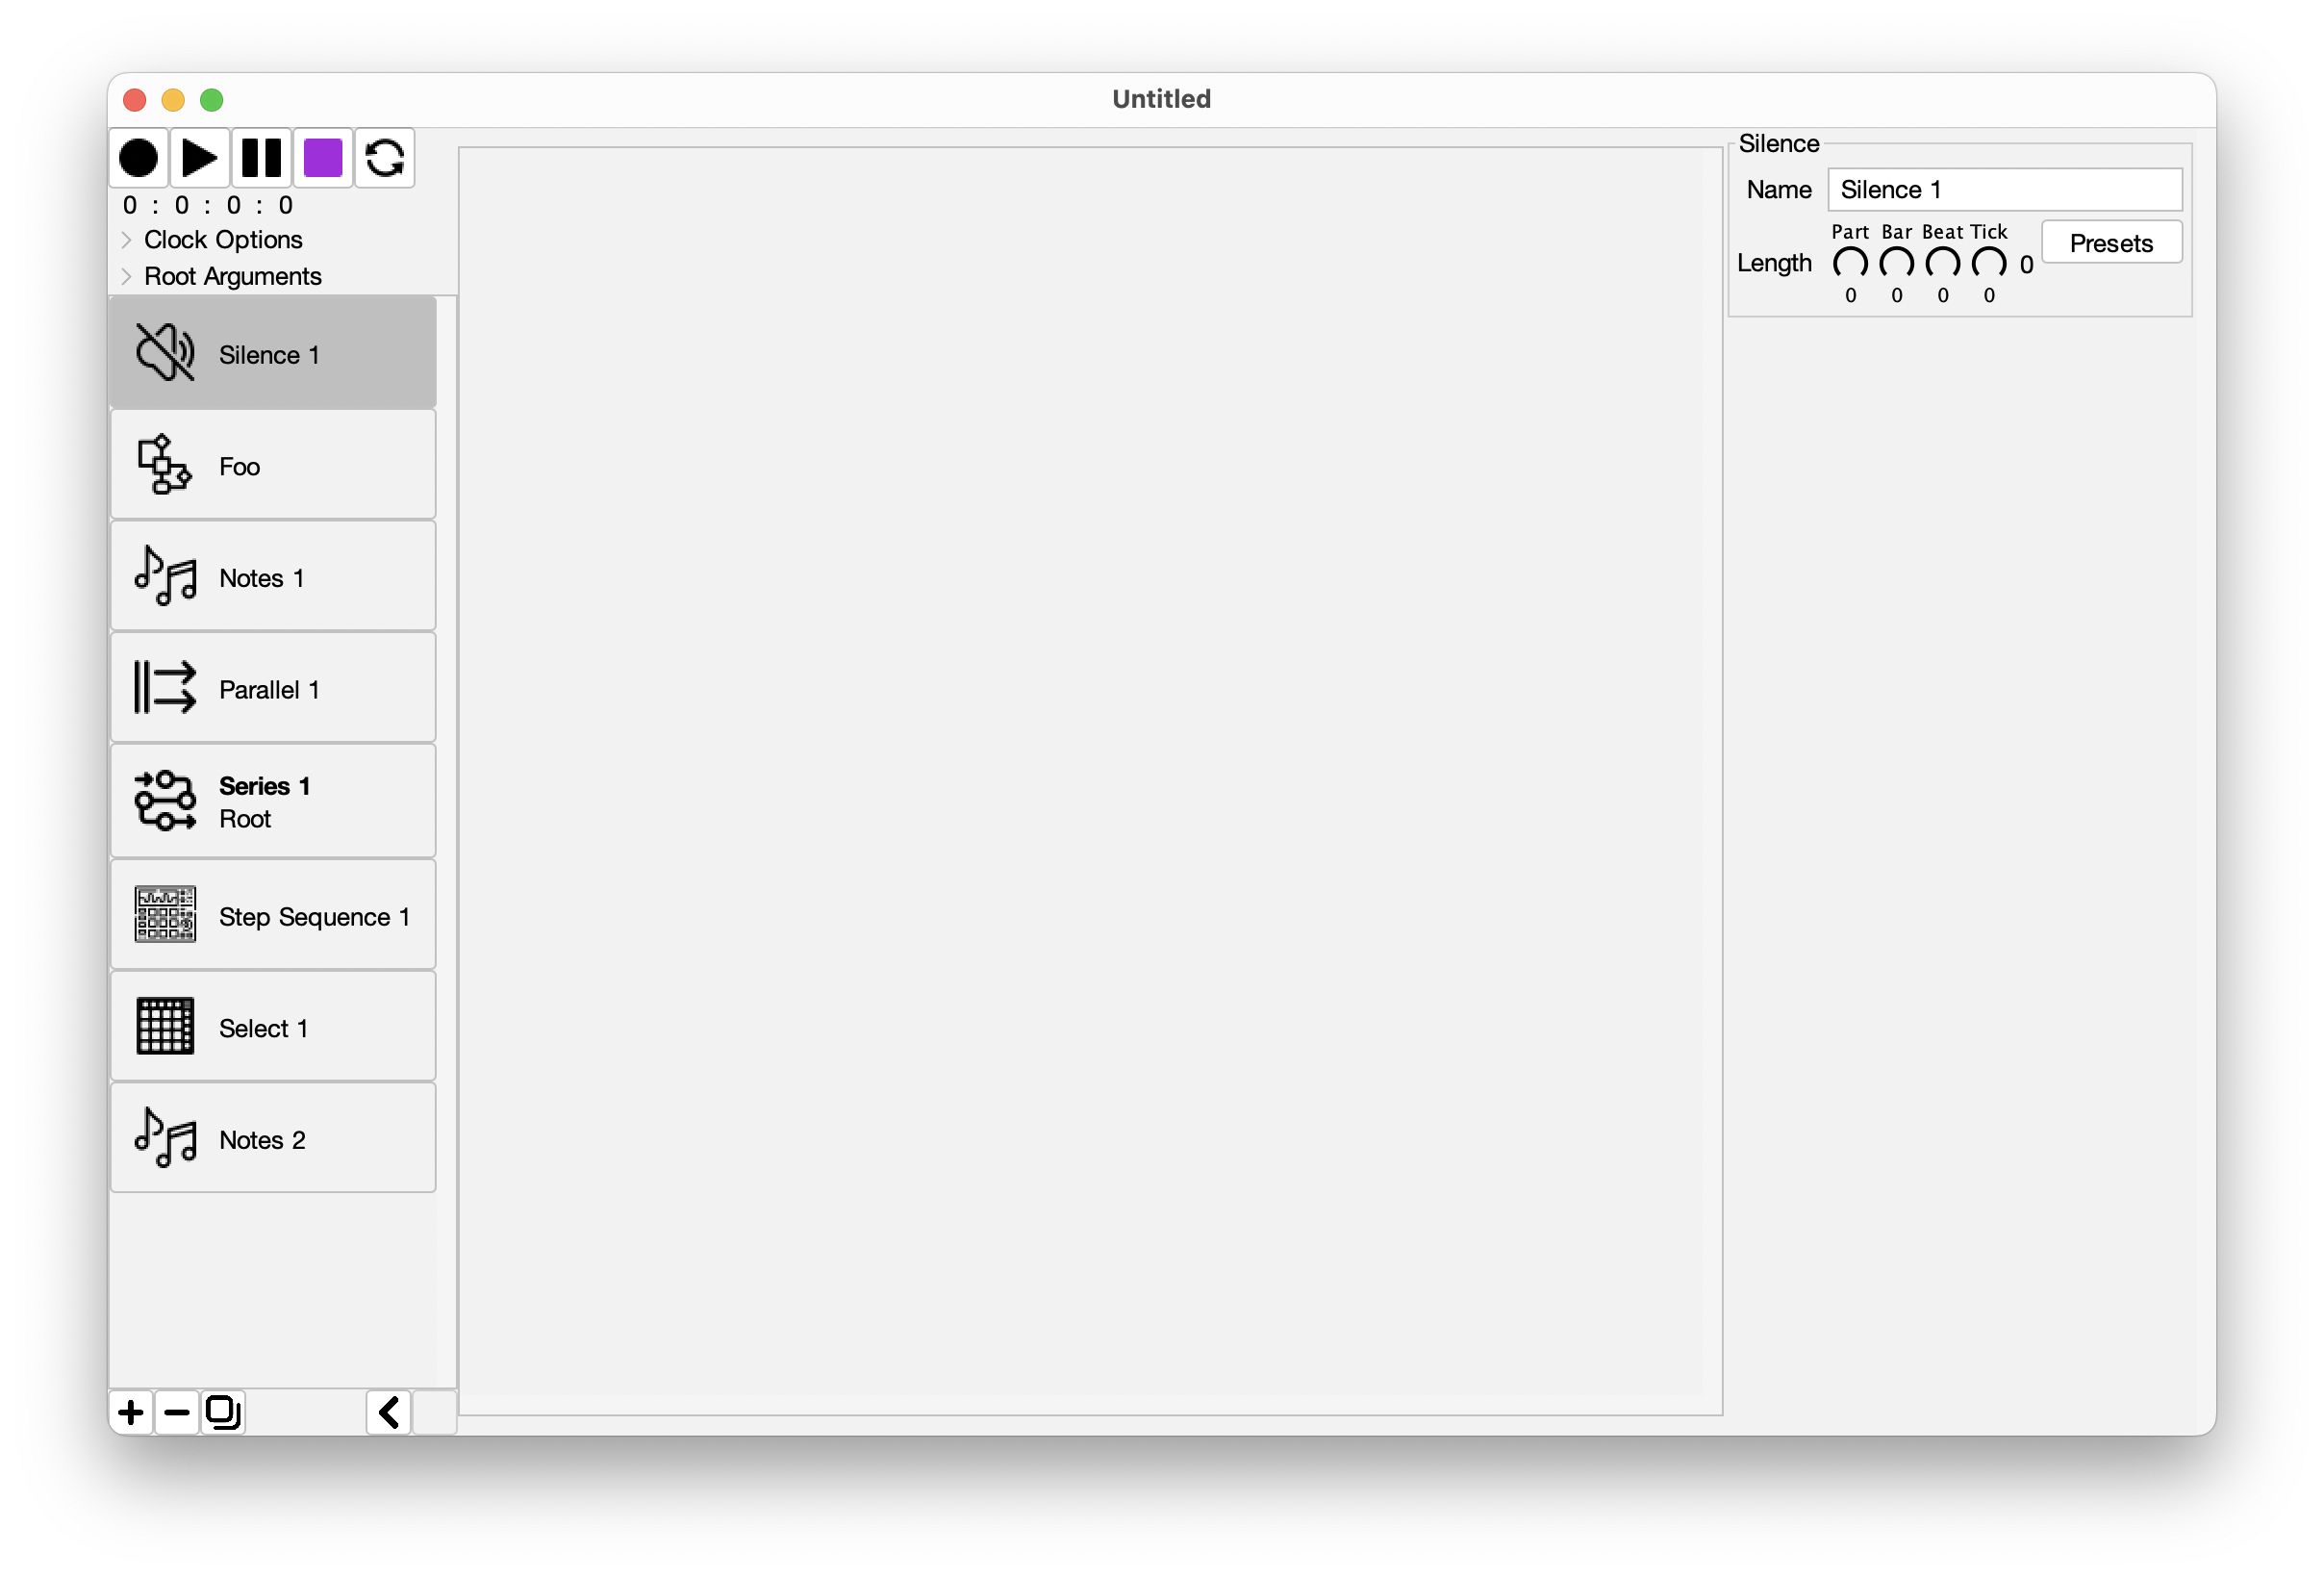 Untitled
0 : 0 : 0 : 0
Clock Options
Root Arguments
Silence 1
Foo
Notes 1
Parallel 1
Series 1
Root
Step Sequence 1
Select 1
Notes 2
Silence
Name Silence 1
Part Bar Beat Tick
Length 0 Presets
0 0 0 0